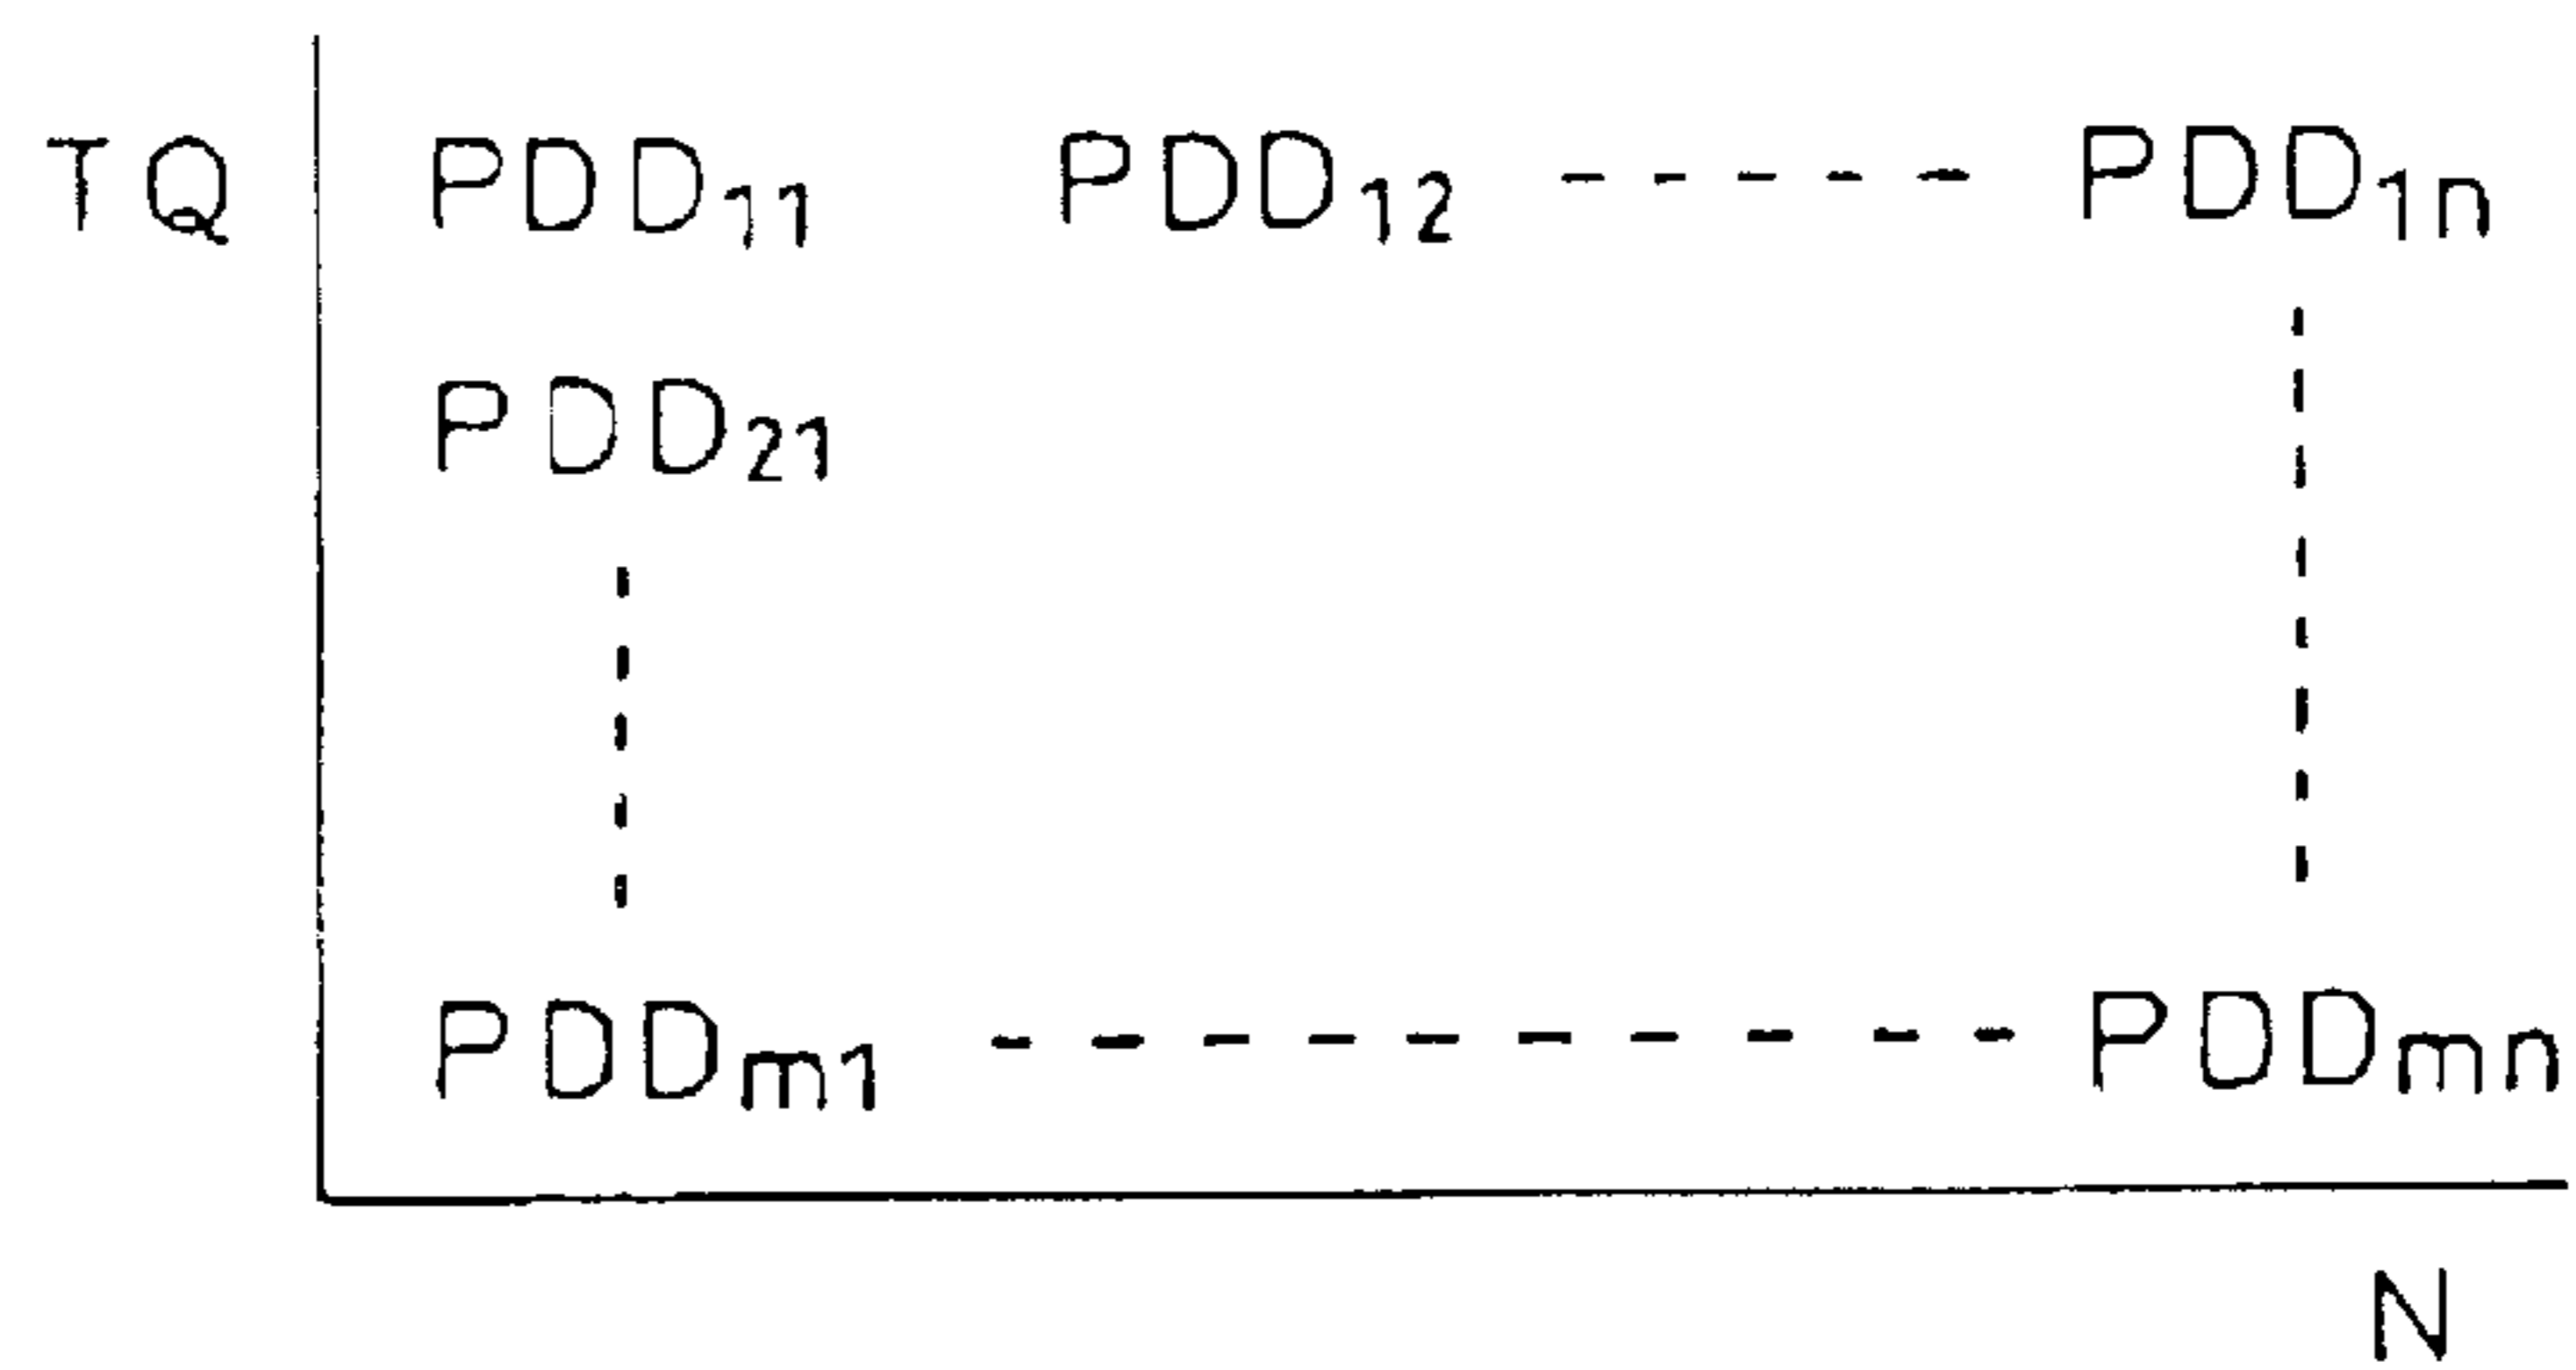 TQ PDD11 PDD12 - - - - - PDD1n
PDD21
PDDm1 - - - - - - - - - - PDDmn
N